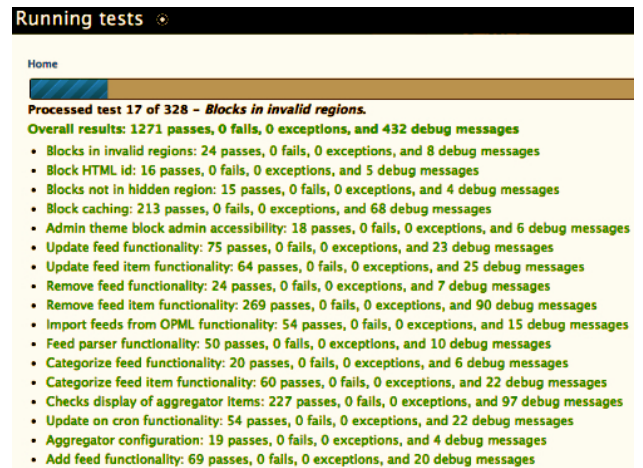 Running tests
Home
Processed test 17 of 328 – Blocks in invalid regions.
Overall results: 1271 passes, 0 fails, 0 exceptions, and 432 debug messages
• Blocks in invalid regions: 24 passes, 0 fails, 0 exceptions, and 8 debug messages
• Block HTML id: 16 passes, 0 fails, 0 exceptions, and 5 debug messages
• Blocks not in hidden region: 15 passes, 0 fails, 0 exceptions, and 4 debug messages
• Block caching: 213 passes, 0 fails, 0 exceptions, and 68 debug messages
• Admin theme block admin accessibility: 18 passes, 0 fails, 0 exceptions, and 6 debug messages
• Update feed functionality: 75 passes, 0 fails, 0 exceptions, and 23 debug messages
• Update feed item functionality: 64 passes, 0 fails, 0 exceptions, and 25 debug messages
• Remove feed functionality: 24 passes, 0 fails, 0 exceptions, and 7 debug messages
• Remove feed item functionality: 269 passes, 0 fails, 0 exceptions, and 90 debug messages
• Import feeds from OPML functionality: 54 passes, 0 fails, 0 exceptions, and 15 debug messages
• Feed parser functionality: 50 passes, 0 fails, 0 exceptions, and 10 debug messages
• Categorize feed functionality: 20 passes, 0 fails, 0 exceptions, and 6 debug messages
• Categorize feed item functionality: 60 passes, 0 fails, 0 exceptions, and 22 debug messages
• Checks display of aggregator items: 227 passes, 0 fails, 0 exceptions, and 97 debug messages
• Update on cron functionality: 54 passes, 0 fails, 0 exceptions, and 22 debug messages
• Aggregator configuration: 19 passes, 0 fails, 0 exceptions, and 4 debug messages
• Add feed functionality: 69 passes, 0 fails, 0 exceptions, and 20 debug messages